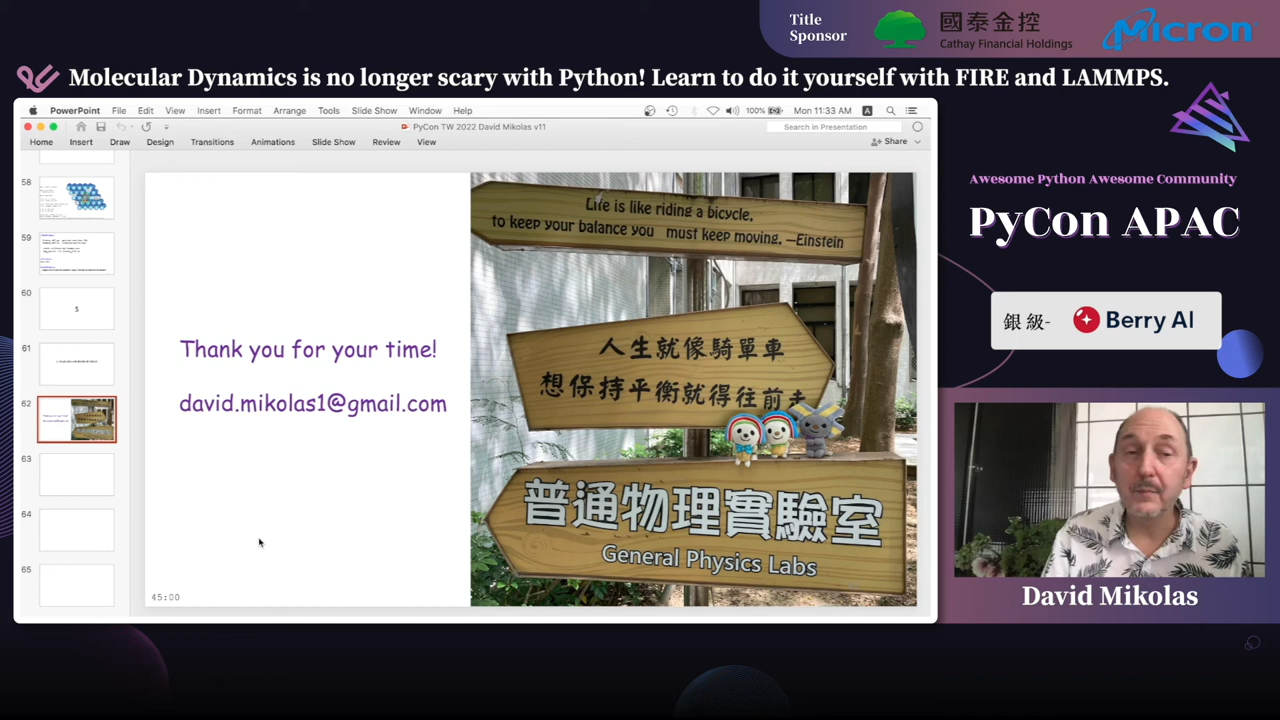 Title
Sponsor
國泰金控
Cathay Financial Holdings
Micron
Molecular Dynamics is no longer scary with Python! Learn to do it yourself with FIRE and LAMMPS.
PowerPoint File Edit View Insert Format Arrange Tools Slide Show Window Help
100% Mon 11:33 AM A
PyCon TW 2022 David Mikolas v11
Search in Presentation
Home Insert Draw Design Transitions Animations Slide Show Review View
Share
58
59
60
5
61
62
63
64
65
Thank you for your time!
david.mikolas1@gmail.com
45:00
Life is like riding a bicycle,
to keep your balance you must keep moving. —Einstein
人生就像騎單車
想保持平衡就得往前走
普通物理實驗室
General Physics Labs
Awesome Python Awesome Community
PyCon APAC
銀級- Berry AI
David Mikolas